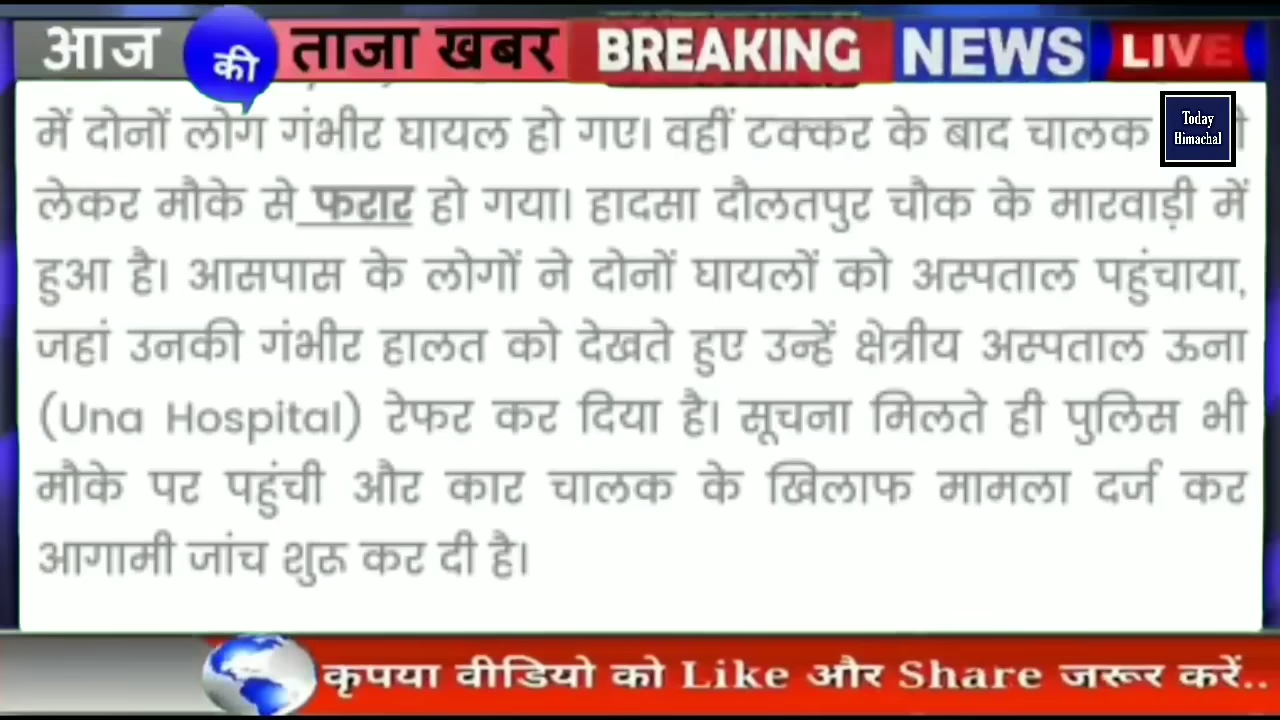 आज की ताजा खबर BREAKING NEWS LIVE
Today
Himachal
में दोनों लोग गंभीर घायल हो गए। वहीं टक्कर के बाद चालक
लेकर मौके से फरार हो गया। हादसा दौलतपुर चौक के मारवाड़ी में
हुआ है। आसपास के लोगों ने दोनों घायलों को अस्पताल पहुंचाया,
जहां उनकी गंभीर हालत को देखते हुए उन्हें क्षेत्रीय अस्पताल ऊना
(Una Hospital) रेफर कर दिया है। सूचना मिलते ही पुलिस भी
मौके पर पहुंची और कार चालक के खिलाफ मामला दर्ज कर
आगामी जांच शुरू कर दी है।
कृपया वीडियो को Like और Share जरूर करें..